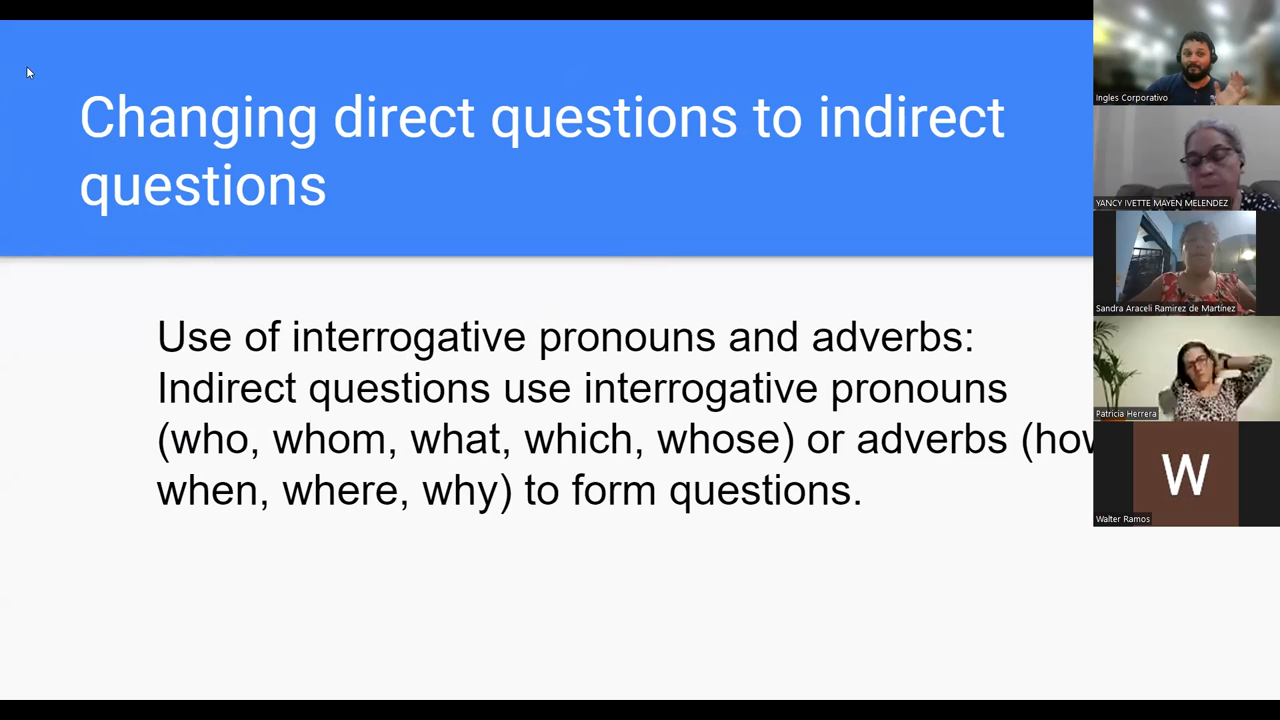 Changing direct questions to indirect
questions
Use of interrogative pronouns and adverbs:
Indirect questions use interrogative pronouns
(who, whom, what, which, whose) or adverbs (how
when, where, why) to form questions.
Ingles Corporativo
YANCY IVETTE MAYEN MELENDEZ
Sandra Araceli Ramirez de Martínez
Patricia Herrera
W
Walter Ramos